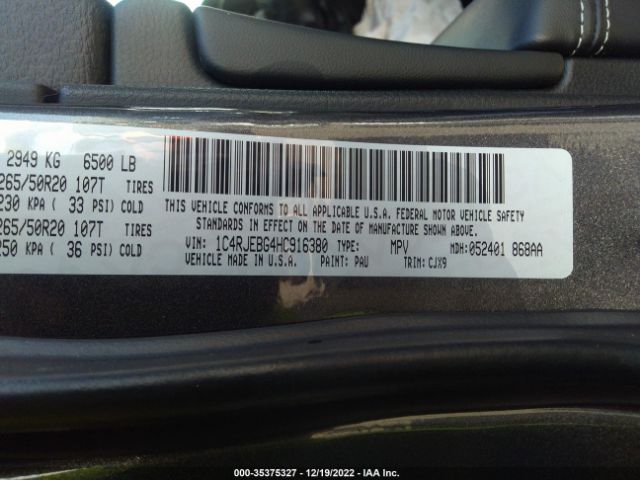 2949 KG 6500 LB
265/50R20 107T TIRES
230 KPA ( 33 PSI) COLD
265/50R20 107T TIRES
250 KPA ( 36 PSI) COLD
THIS VEHICLE CONFORMS TO ALL APPLICABLE U.S.A. FEDERAL MOTOR VEHICLE SAFETY
STANDARDS IN EFFECT ON THE DATE OF MANUFACTURE SHOWN ABOVE.
VIN: 1C4RJEBG4HC916380 TYPE: MPV MDH:052401 868AA
VEHICLE MADE IN U.S.A. PAINT: PAU TRIM: CJX9
000-35375327 - 12/19/2022 - IAA Inc.